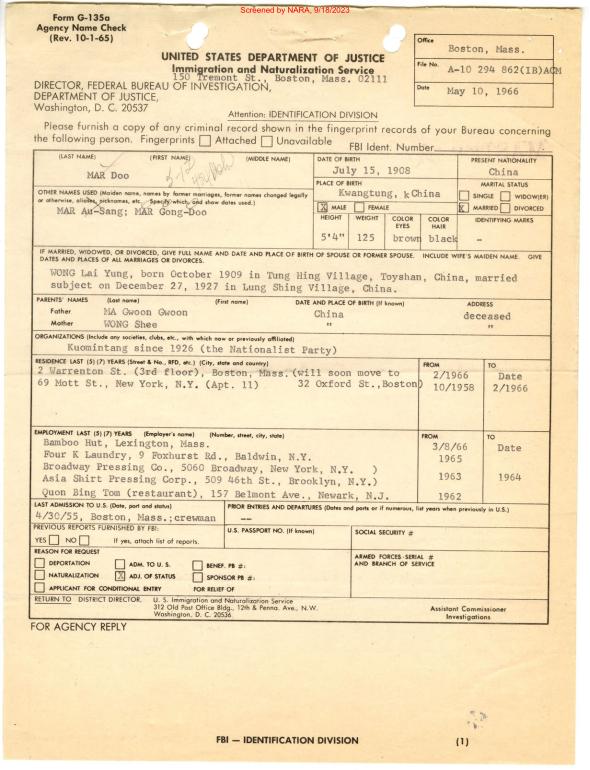 Screened by NARA, 9/18/2023
Form G-135a
Agency Name Check
(Rev. 10-1-65)
UNITED STATES DEPARTMENT OF JUSTICE
Immigration and Naturalization Service
150 Tremont St., Boston, Mass. 02111
Office
Boston, Mass.
File No.
A-10 294 862(IB)ACM
Date
May 10, 1966
DIRECTOR, FEDERAL BUREAU OF INVESTIGATION,
DEPARTMENT OF JUSTICE,
Washington, D. C. 20537
Attention: IDENTIFICATION DIVISION
Please furnish a copy of any criminal record shown in the fingerprint records of your Bureau concerning
the following person. Fingerprints Attached Unavailable
FBI Ident. Number
(LAST NAME) (FIRST NAME) (MIDDLE NAME)
MAR Doo
DATE OF BIRTH
July 15, 1908
PRESENT NATIONALITY
China
OTHER NAMES USED (Maiden name, names by former marriages, former names changed legally
or otherwise, aliases, nicknames, etc. Specify which, and show dates used.)
MAR Au-Sang; MAR Gong-Doo
PLACE OF BIRTH
Kwangtung, k China
MARITAL STATUS
SINGLE WIDOW(ER)
X MARRIED DIVORCED
X MALE FEMALE
HEIGHT WEIGHT COLOR EYES COLOR HAIR IDENTIFYING MARKS
5'4" 125 brown black -
IF MARRIED, WIDOWED, OR DIVORCED, GIVE FULL NAME AND DATE AND PLACE OF BIRTH OF SPOUSE OR FORMER SPOUSE. INCLUDE WIFE'S MAIDEN NAME. GIVE
DATES AND PLACES OF ALL MARRIAGES OR DIVORCES.
WONG Lai Yung, born October 1909 in Tung Hing Village, Toyshan, China, married
subject on December 27, 1927 in Lung Shing Village, China.
PARENTS' NAMES (Last name) (First name) DATE AND PLACE OF BIRTH (If known) ADDRESS
Father MA Gwoon Gwoon China deceased
Mother WONG Shee " "
ORGANIZATIONS (Include any societies, clubs, etc., with which now or previously affiliated)
Kuomintang since 1926 (the Nationalist Party)
RESIDENCE LAST (5) (7) YEARS (Street & No., RFD, etc.) (City, state and country) FROM TO
2 Warrenton St. (3rd floor), Boston, Mass. (will soon move to 2/1966 Date
69 Mott St., New York, N.Y. (Apt. 11) 32 Oxford St.,Boston) 10/1958 2/1966
EMPLOYMENT LAST (5) (7) YEARS (Employer's name) (Number, street, city, state) FROM TO
Bamboo Hut, Lexington, Mass. 3/8/66 Date
Four K Laundry, 9 Foxhurst Rd., Baldwin, N.Y. 1965
Broadway Pressing Co., 5060 Broadway, New York, N.Y. )
Asia Shirt Pressing Corp., 509 46th St., Brooklyn, N.Y.) 1963 1964
Quon Bing Tom (restaurant), 157 Belmont Ave., Newark, N.J. 1962
LAST ADMISSION TO U.S. (Date, port and status)
4/30/55, Boston, Mass.;crewman
PRIOR ENTRIES AND DEPARTURES (Dates and ports or if numerous, list years when previously in U.S.)
--
PREVIOUS REPORTS FURNISHED BY FBI:
YES NO If yes, attach list of reports.
U.S. PASSPORT NO. (If known)
SOCIAL SECURITY #
REASON FOR REQUEST
DEPORTATION ADM. TO U. S. BENEF. PB #:
NATURALIZATION X ADJ. OF STATUS SPONSOR PB #:
APPLICANT FOR CONDITIONAL ENTRY FOR RELIEF OF
ARMED FORCES-SERIAL #
AND BRANCH OF SERVICE
RETURN TO DISTRICT DIRECTOR, U. S. Immigration and Naturalization Service
312 Old Post Office Bldg., 12th & Penna. Ave., N.W.
Washington, D. C. 20536
Assistant Commissioner
Investigations
FOR AGENCY REPLY
FBI — IDENTIFICATION DIVISION
(1)